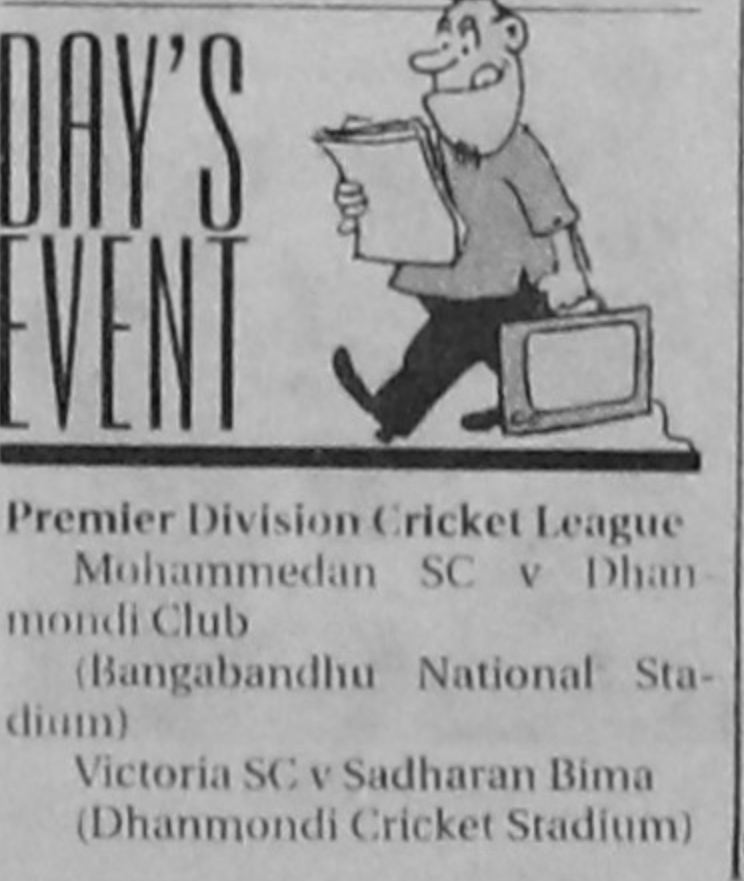 DAY'S
EVENT
Premier Division Cricket League
Mohammedan SC v Dhan-
mondi Club
(Bangabandhu National Sta-
dium)
Victoria SC v Sadharan Bima
(Dhanmondi Cricket Stadium)